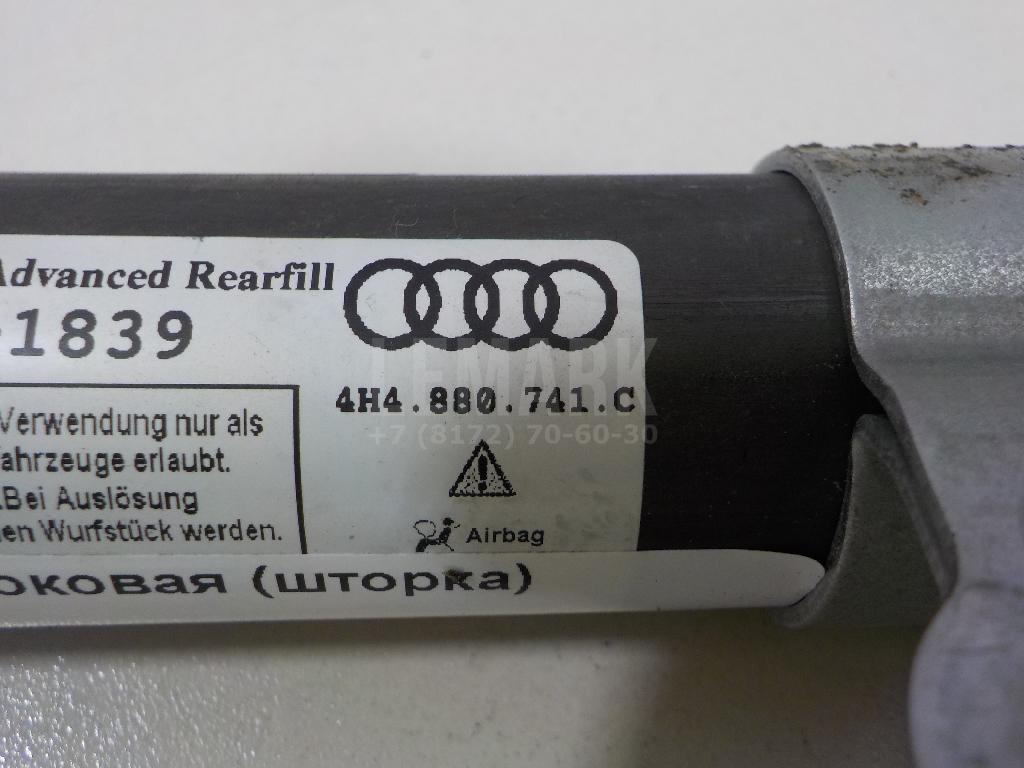 Advanced Rearfill
-1839
4H4.880.741.C
Verwendung nur als
ahrzeuge erlaubt.
.Bei Auslösung
en Wurfstück werden.
Airbag
оковая (шторка)
LEMARK
+7 (8172) 70-60-30